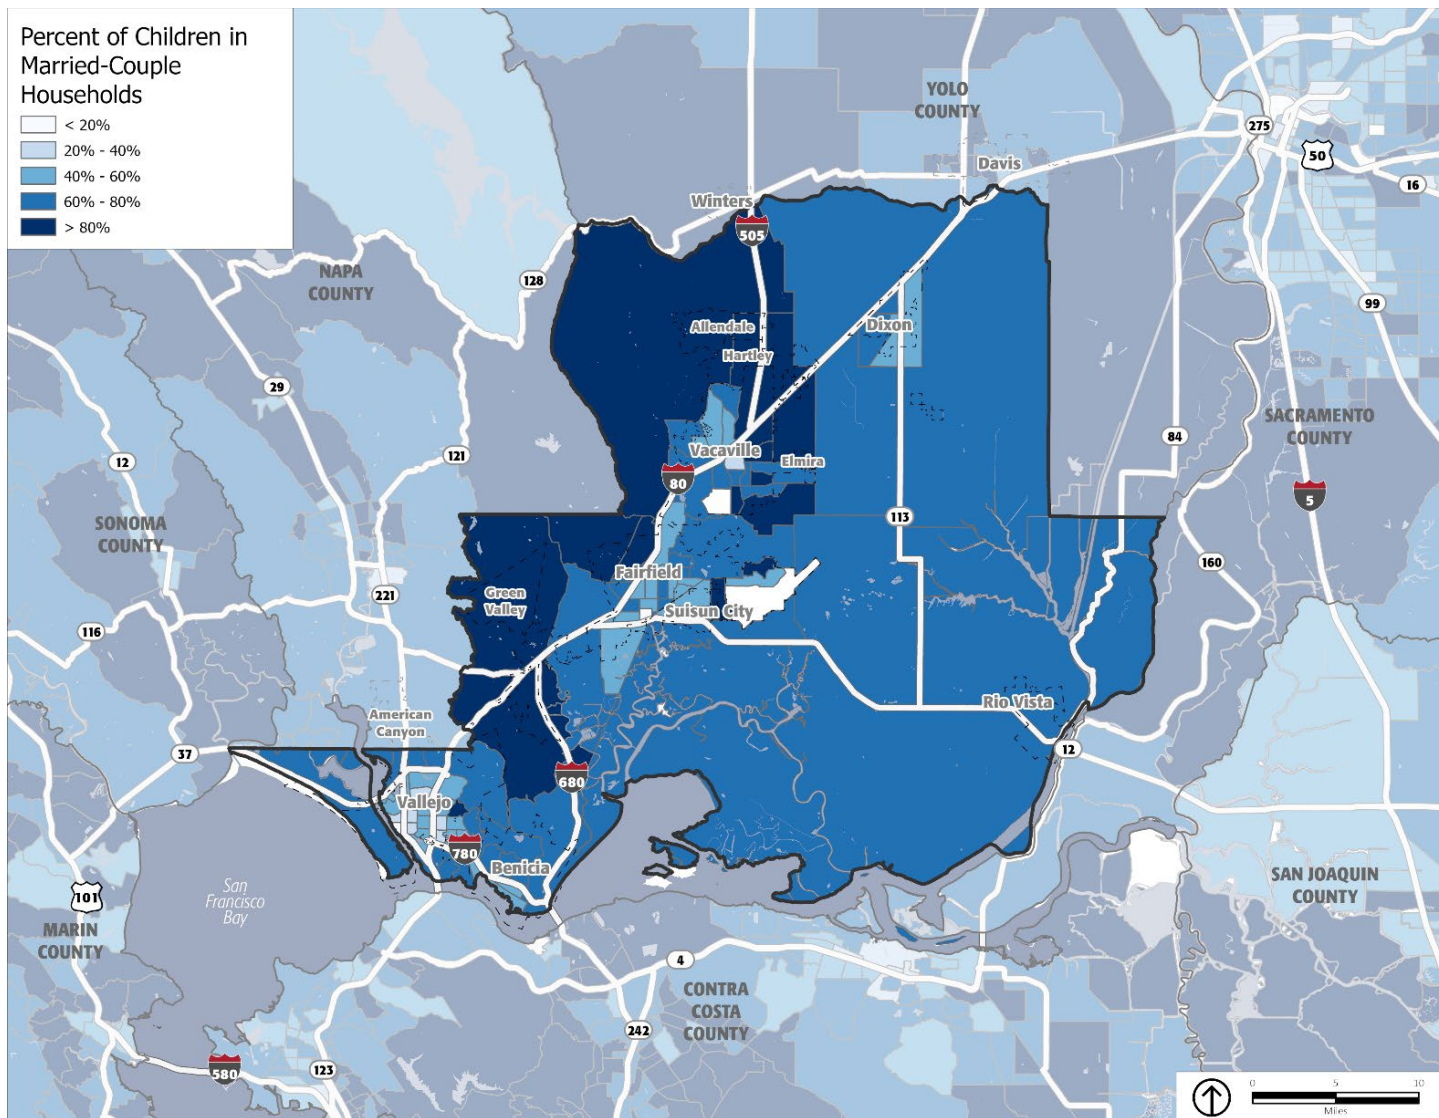 Percent of Children in
Married-Couple
Households
< 20%
20% - 40%
40% - 60%
60% - 80%
> 80%
YOLO
COUNTY
275
50
Davis
16
Winters
505
NAPA
COUNTY
128
99
Allendale
Dixon
Hartley
29
SACRAMENTO
COUNTY
84
12
121
Vacaville
Elmira
80
5
SONOMA
COUNTY
113
160
Fairfield
Green
Valley
221
Suisun City
116
Rio Vista
American
Canyon
37
12
680
Vallejo
780
Benicia
San
Francisco
Bay
101
SAN JOAQUIN
COUNTY
MARIN
COUNTY
4
CONTRA
COSTA
COUNTY
242
580
123
0 5 10
Miles